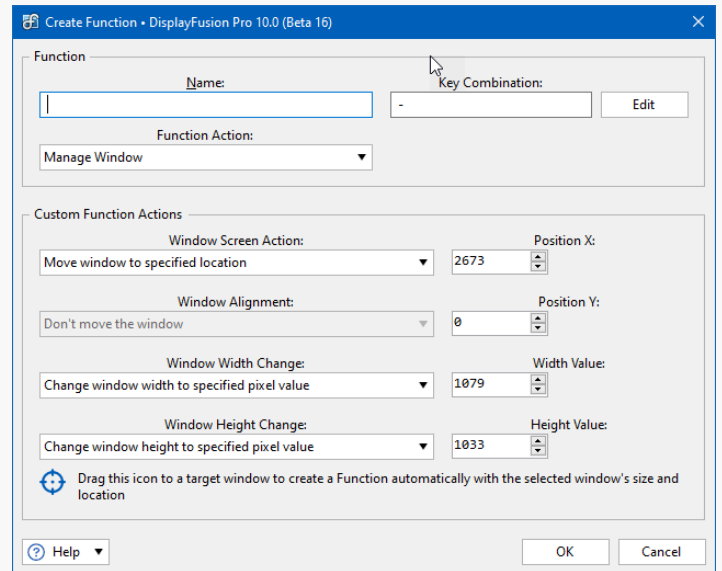 Create Function • DisplayFusion Pro 10.0 (Beta 16)
Function
Name: Key Combination:
- Edit
Function Action:
Manage Window
Custom Function Actions
Window Screen Action: Position X:
Move window to specified location 2673
Window Alignment: Position Y:
Don't move the window 0
Window Width Change: Width Value:
Change window width to specified pixel value 1079
Window Height Change: Height Value:
Change window height to specified pixel value 1033
Drag this icon to a target window to create a Function automatically with the selected window's size and
location
? Help OK Cancel